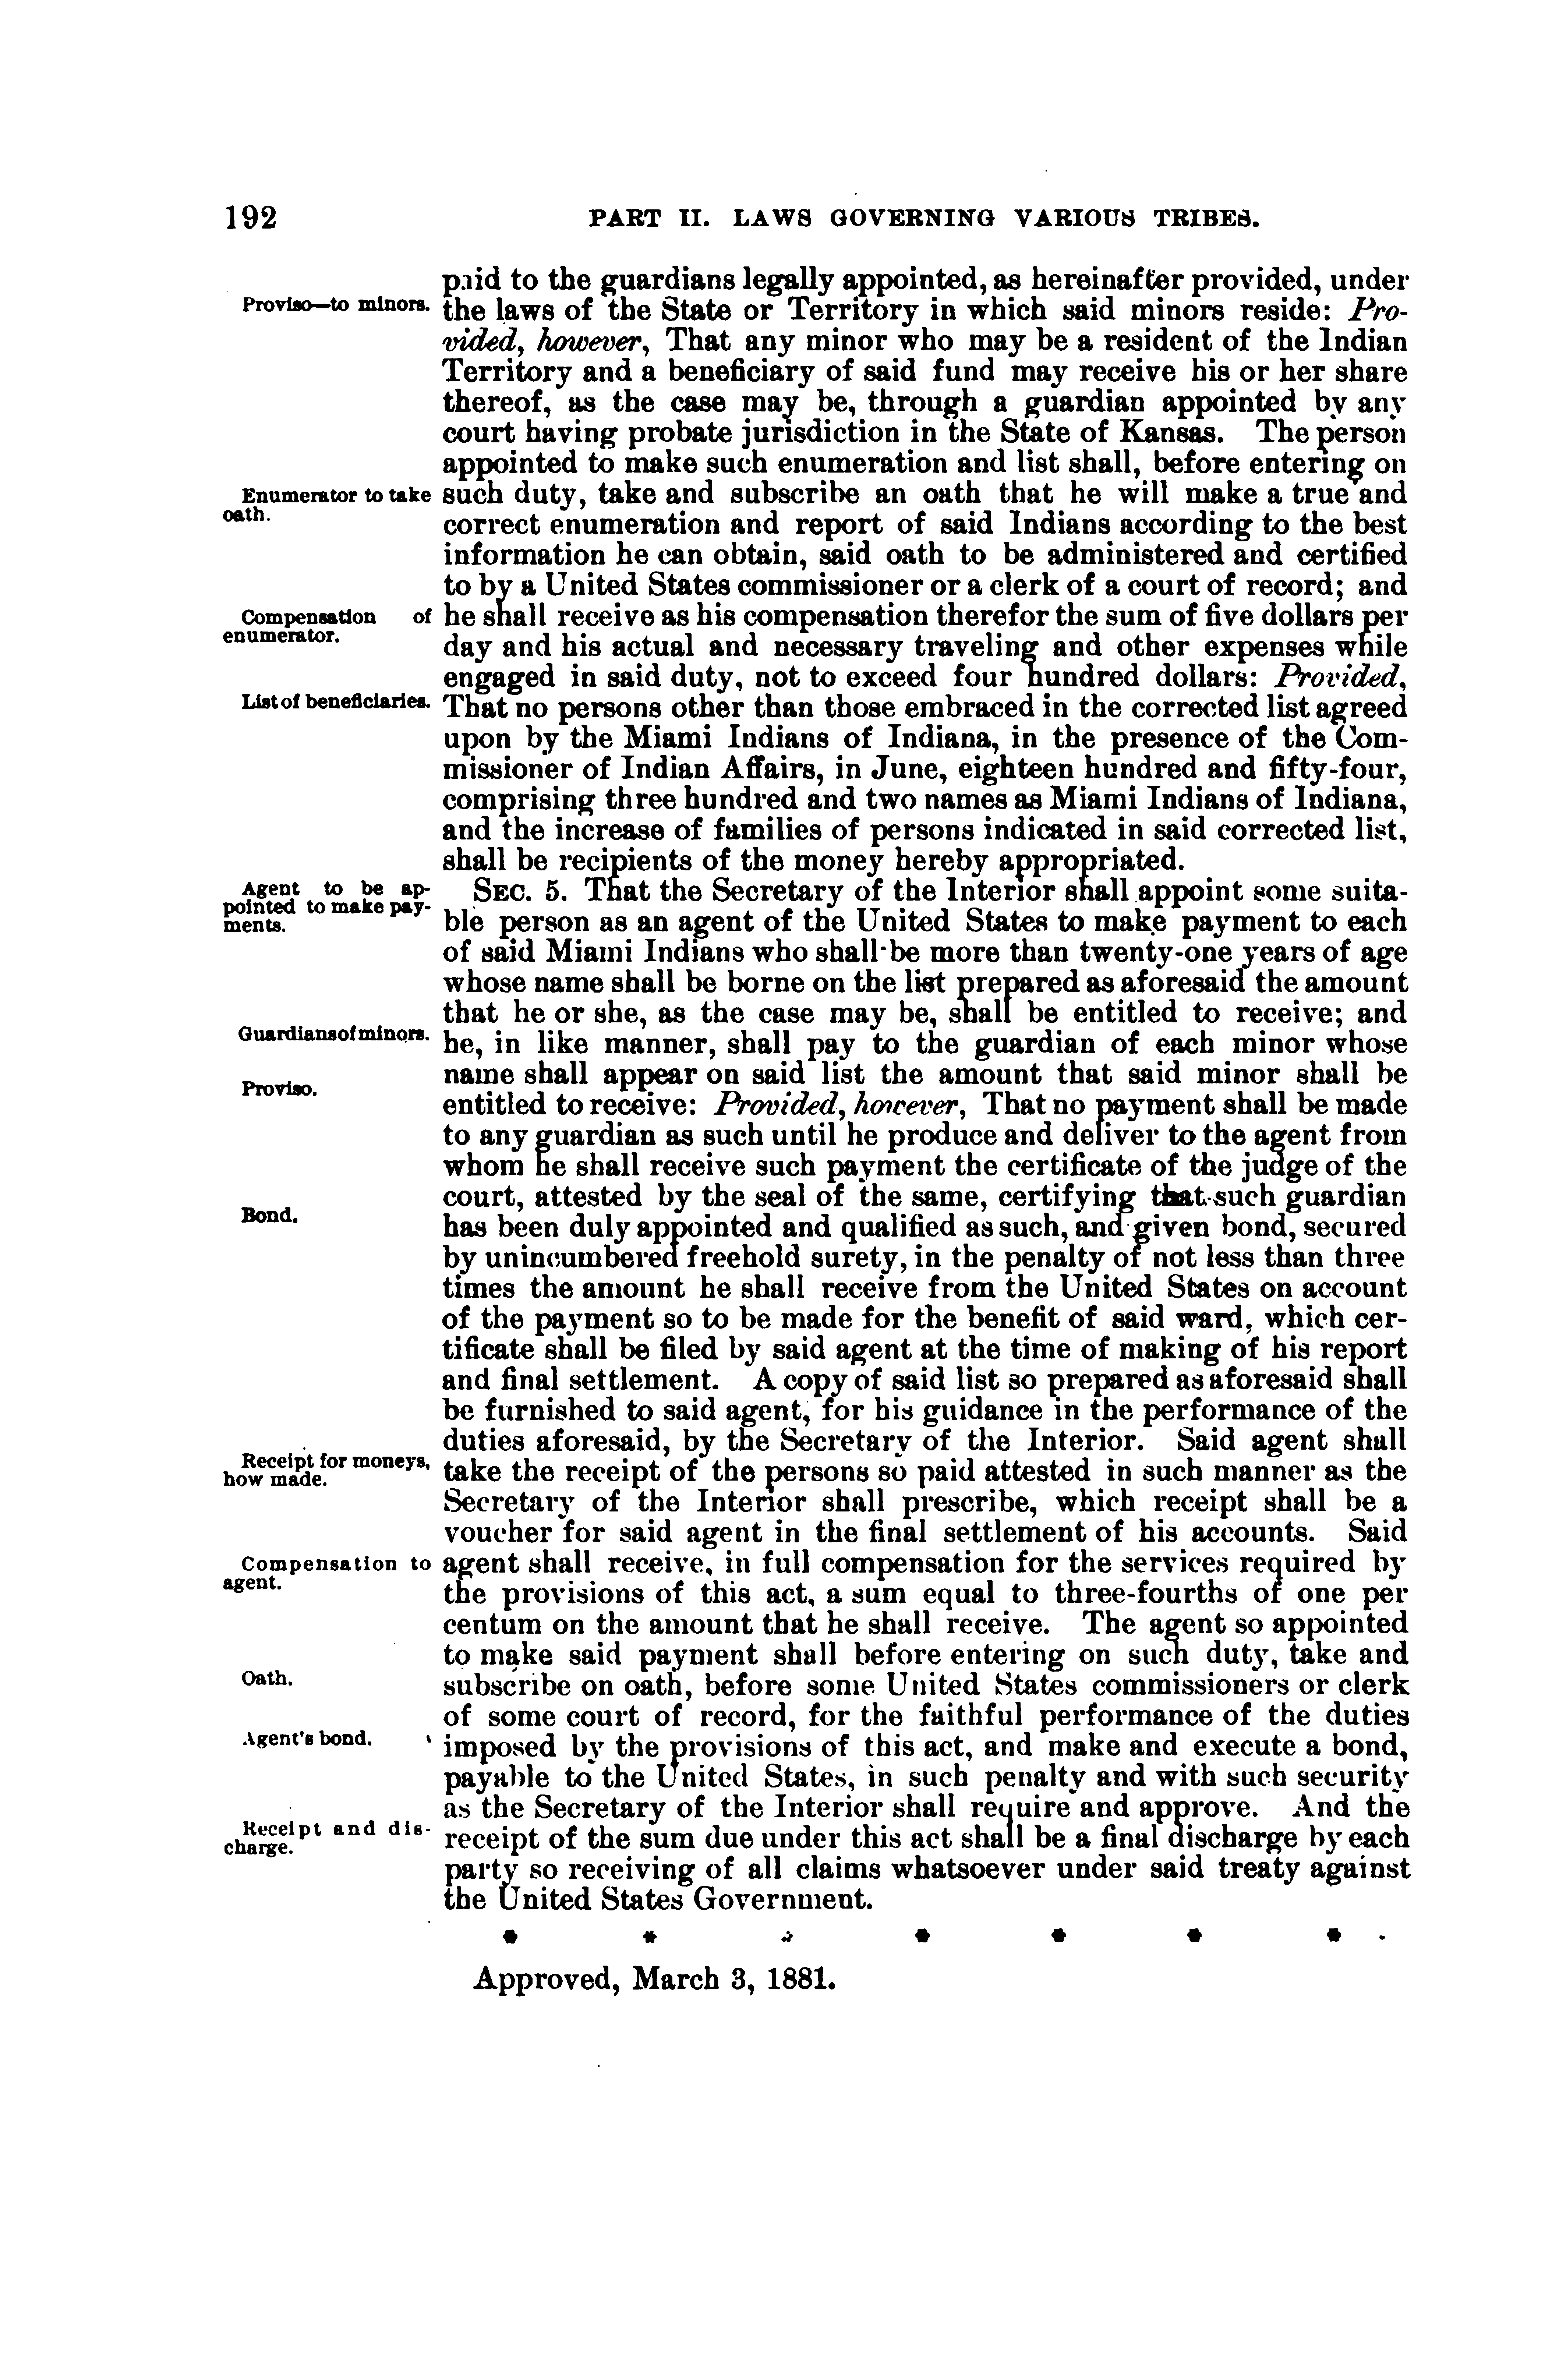 192 PART II. LAWS GOVERNING VARIOUS TRIBES.
paid to the guardians legally appointed, as hereinafter provided, under
Proviso—to minors. the laws of the State or Territory in which said minors reside: Pro-
vided, however, That any minor who may be a resident of the Indian
Territory and a beneficiary of said fund may receive his or her share
thereof, as the case may be, through a guardian appointed by any
court having probate jurisdiction in the State of Kansas. The person
appointed to make such enumeration and list shall, before entering on
Enumerator to take such duty, take and subscribe an oath that he will make a true and
oath. correct enumeration and report of said Indians according to the best
information he can obtain, said oath to be administered and certified
to by a United States commissioner or a clerk of a court of record; and
Compensation of he shall receive as his compensation therefor the sum of five dollars per
enumerator. day and his actual and necessary traveling and other expenses while
engaged in said duty, not to exceed four hundred dollars: Provided,
List of beneficiaries. That no persons other than those embraced in the corrected list agreed
upon by the Miami Indians of Indiana, in the presence of the Com-
missioner of Indian Affairs, in June, eighteen hundred and fifty-four,
comprising three hundred and two names as Miami Indians of Indiana,
and the increase of families of persons indicated in said corrected list,
shall be recipients of the money hereby appropriated.
Agent to be ap- SEC. 5. That the Secretary of the Interior shall appoint some suita-
pointed to make pay- ble person as an agent of the United States to make payment to each
ments. of said Miami Indians who shall be more than twenty-one years of age
whose name shall be borne on the list prepared as aforesaid the amount
that he or she, as the case may be, shall be entitled to receive; and
Guardians of minors. he, in like manner, shall pay to the guardian of each minor whose
name shall appear on said list the amount that said minor shall be
Proviso. entitled to receive: Provided, however, That no payment shall be made
to any guardian as such until he produce and deliver to the agent from
whom he shall receive such payment the certificate of the judge of the
court, attested by the seal of the same, certifying that such guardian
Bond. has been duly appointed and qualified as such, and given bond, secured
by unincumbered freehold surety, in the penalty of not less than three
times the amount he shall receive from the United States on account
of the payment so to be made for the benefit of said ward, which cer-
tificate shall be filed by said agent at the time of making of his report
and final settlement. A copy of said list so prepared as aforesaid shall
be furnished to said agent, for his guidance in the performance of the
duties aforesaid, by the Secretary of the Interior. Said agent shall
Receipt for moneys, take the receipt of the persons so paid attested in such manner as the
how made. Secretary of the Interior shall prescribe, which receipt shall be a
voucher for said agent in the final settlement of his accounts. Said
Compensation to agent shall receive, in full compensation for the services required by
agent. the provisions of this act, a sum equal to three-fourths of one per
centum on the amount that he shall receive. The agent so appointed
to make said payment shall before entering on such duty, take and
Oath. subscribe on oath, before some United States commissioners or clerk
of some court of record, for the faithful performance of the duties
Agent's bond. imposed by the provisions of this act, and make and execute a bond,
payable to the United States, in such penalty and with such security
as the Secretary of the Interior shall require and approve. And the
Receipt and dis- receipt of the sum due under this act shall be a final discharge by each
charge. party so receiving of all claims whatsoever under said treaty against
the United States Government.
* * * * * * *
Approved, March 3, 1881.